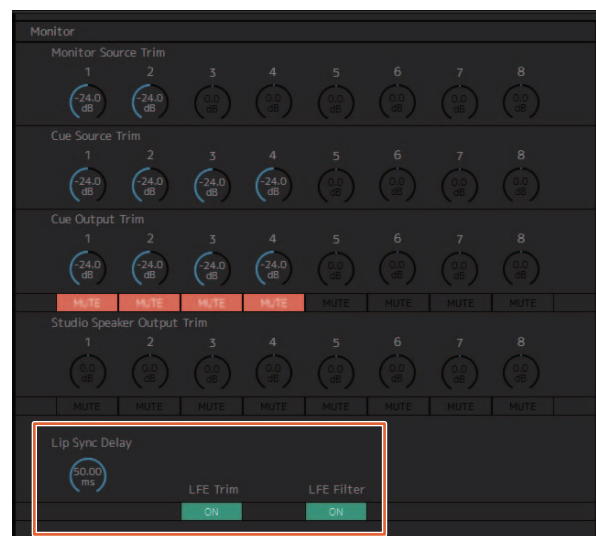 Monitor
Monitor Source Trim
1 2 3 4 5 6 7 8
-24.0 dB -24.0 dB 0.0 dB 0.0 dB 0.0 dB 0.0 dB 0.0 dB 0.0 dB
Cue Source Trim
1 2 3 4 5 6 7 8
-24.0 dB -24.0 dB -24.0 dB -24.0 dB 0.0 dB 0.0 dB 0.0 dB 0.0 dB
Cue Output Trim
1 2 3 4 5 6 7 8
-24.0 dB -24.0 dB -24.0 dB -24.0 dB 0.0 dB 0.0 dB 0.0 dB 0.0 dB
MUTE MUTE MUTE MUTE MUTE MUTE MUTE MUTE
Studio Speaker Output Trim
1 2 3 4 5 6 7 8
0.0 dB 0.0 dB 0.0 dB 0.0 dB 0.0 dB 0.0 dB 0.0 dB 0.0 dB
MUTE MUTE MUTE MUTE MUTE MUTE MUTE MUTE
Lip Sync Delay
50.00 ms
LFE Trim LFE Filter
ON ON